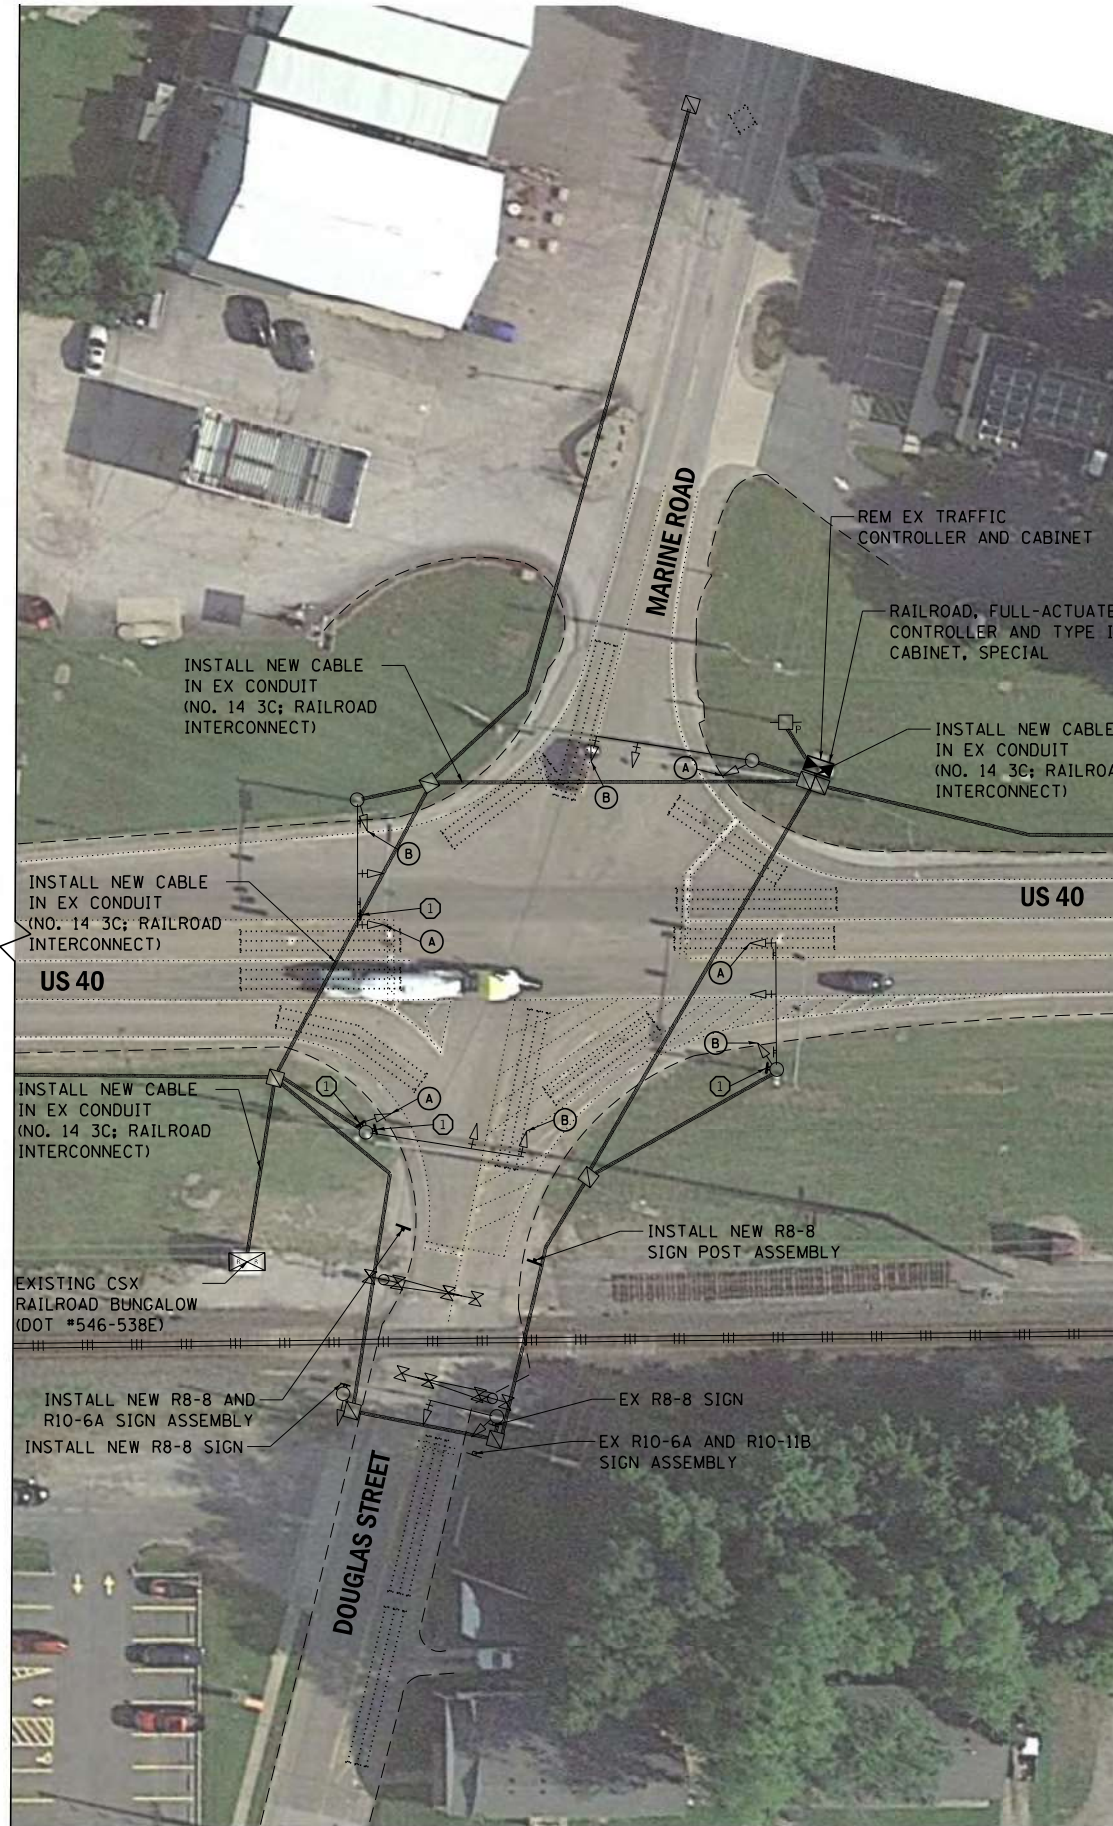 MARINE ROAD
REM EX TRAFFIC
CONTROLLER AND CABINET
RAILROAD, FULL-ACTUATE
CONTROLLER AND TYPE I
CABINET, SPECIAL
INSTALL NEW CABLE
IN EX CONDUIT
(NO. 14 3C; RAILROAD
INTERCONNECT)
INSTALL NEW CABLE
IN EX CONDUIT
(NO. 14 3C; RAILROA
INTERCONNECT)
P
A
B
B
INSTALL NEW CABLE
IN EX CONDUIT
(NO. 14 3C; RAILROAD
INTERCONNECT)
1
A
US 40
US 40
A
B
1
INSTALL NEW CABLE
IN EX CONDUIT
(NO. 14 3C; RAILROAD
INTERCONNECT)
1
A
1
B
INSTALL NEW R8-8
SIGN POST ASSEMBLY
EXISTING CSX
RAILROAD BUNGALOW
(DOT #546-538E)
INSTALL NEW R8-8 AND
R10-6A SIGN ASSEMBLY
INSTALL NEW R8-8 SIGN
EX R8-8 SIGN
EX R10-6A AND R10-11B
SIGN ASSEMBLY
DOUGLAS STREET